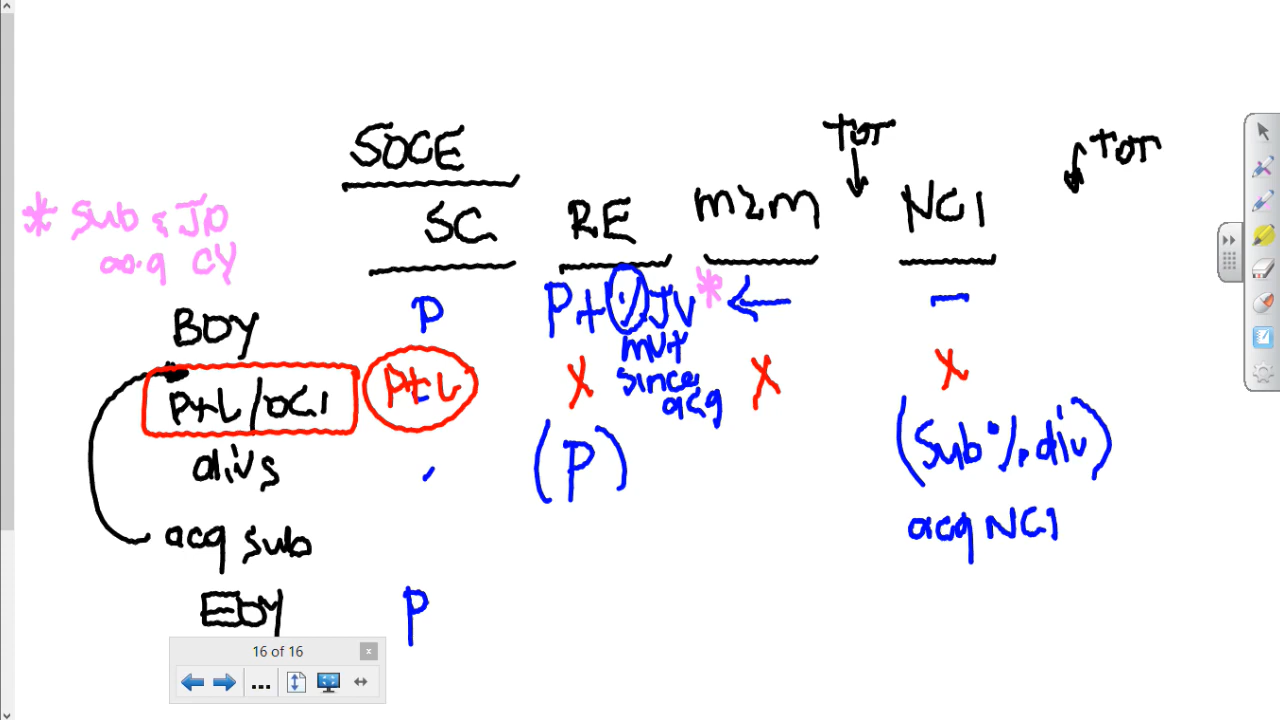 TOT
TOT
SOCE
SC RE M2M NCI
* Sub & JO
acq CY
BOY P P+ % JV * ← -
mvt
since
acq
P+L/OCI P+L X X X
divs (P) (Sub % div)
acq sub acq NCI
EOY P
16 of 16